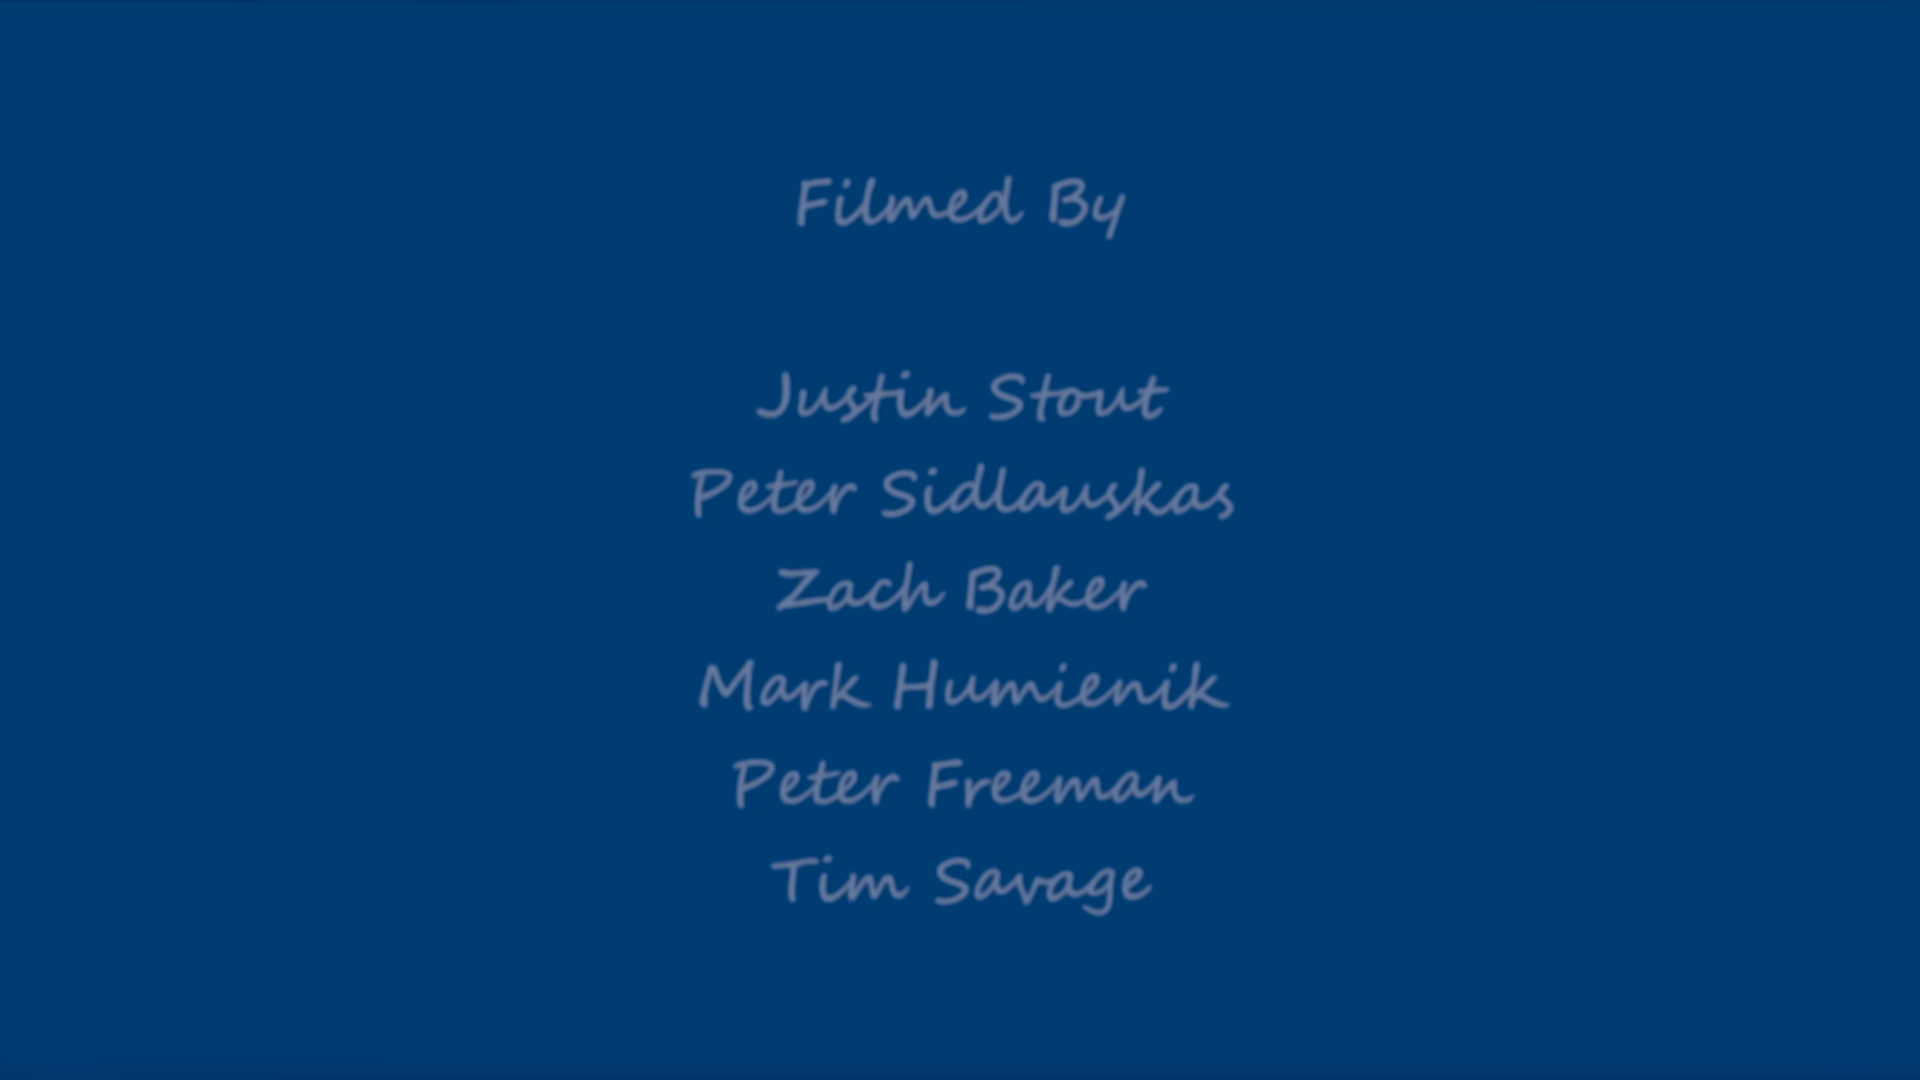 Filmed By
Justin Stout
Peter Sidlauskas
Zach Baker
Mark Humienik
Peter Freeman
Tim Savage